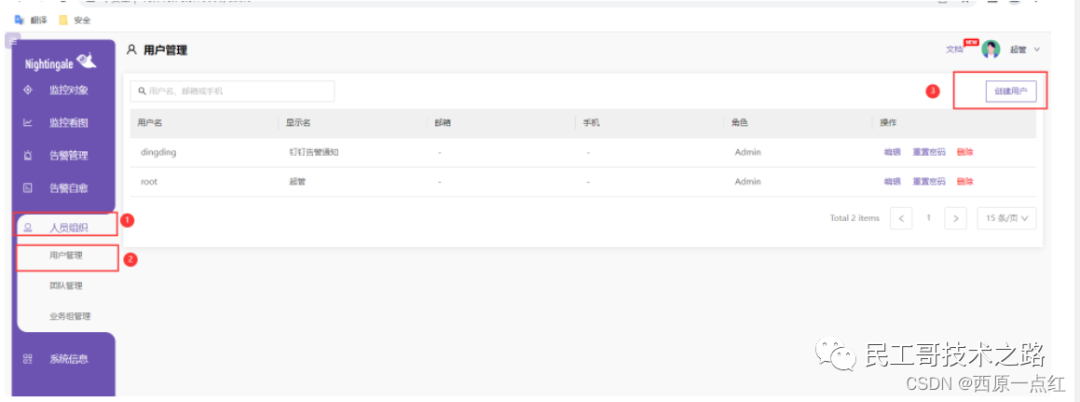 翻译 安全
Nightingale
监控对象
监控看图
告警管理
告警自愈
人员组织 1
用户管理 2
团队管理
业务组管理
系统信息
用户管理
文档 NEW 超管
用户名、邮箱或手机 3 创建用户
用户名 显示名 邮箱 手机 角色 操作
dingding 钉钉告警通知 - - Admin 编辑 重置密码 删除
root 超管 - - Admin 编辑 重置密码 删除
Total 2 items < 1 > 15 条/页
民工哥技术之路
CSDN @西原一点红